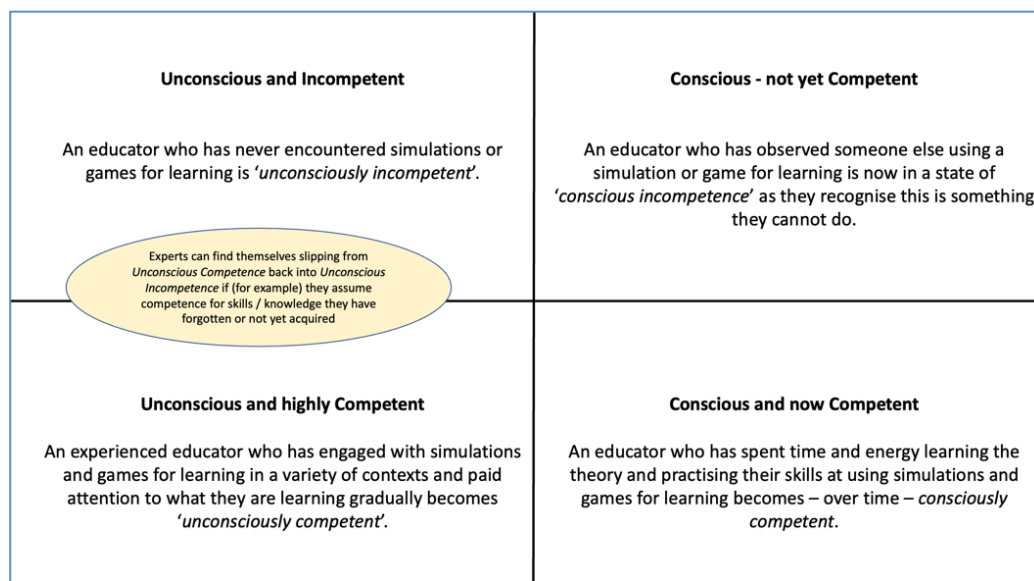 Unconscious and Incompetent
An educator who has never encountered simulations or
games for learning is ‘unconsciously incompetent’.
Conscious - not yet Competent
An educator who has observed someone else using a
simulation or game for learning is now in a state of
‘conscious incompetence’ as they recognise this is something
they cannot do.
Experts can find themselves slipping from
Unconscious Competence back into Unconscious
Incompetence if (for example) they assume
competence for skills / knowledge they have
forgotten or not yet acquired
Unconscious and highly Competent
An experienced educator who has engaged with simulations
and games for learning in a variety of contexts and paid
attention to what they are learning gradually becomes
‘unconsciously competent’.
Conscious and now Competent
An educator who has spent time and energy learning the
theory and practising their skills at using simulations and
games for learning becomes – over time – consciously
competent.